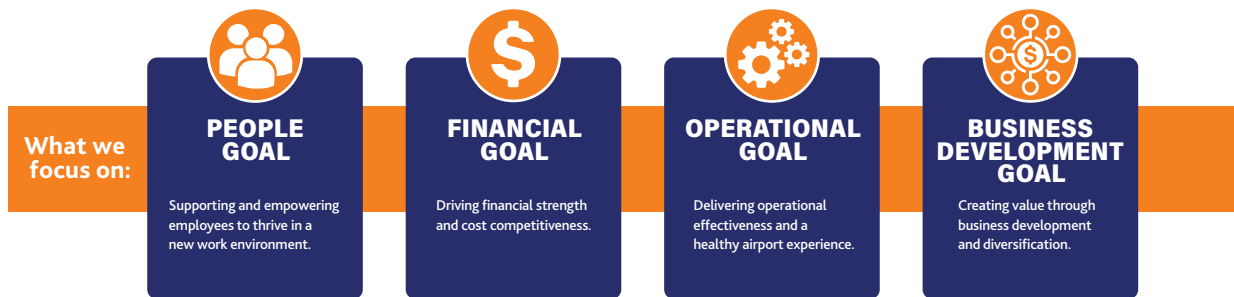 What we
focus on:
PEOPLE
GOAL
Supporting and empowering
employees to thrive in a
new work environment.
$
FINANCIAL
GOAL
Driving financial strength
and cost competitiveness.
OPERATIONAL
GOAL
Delivering operational
effectiveness and a
healthy airport experience.
$
BUSINESS
DEVELOPMENT
GOAL
Creating value through
business development
and diversification.